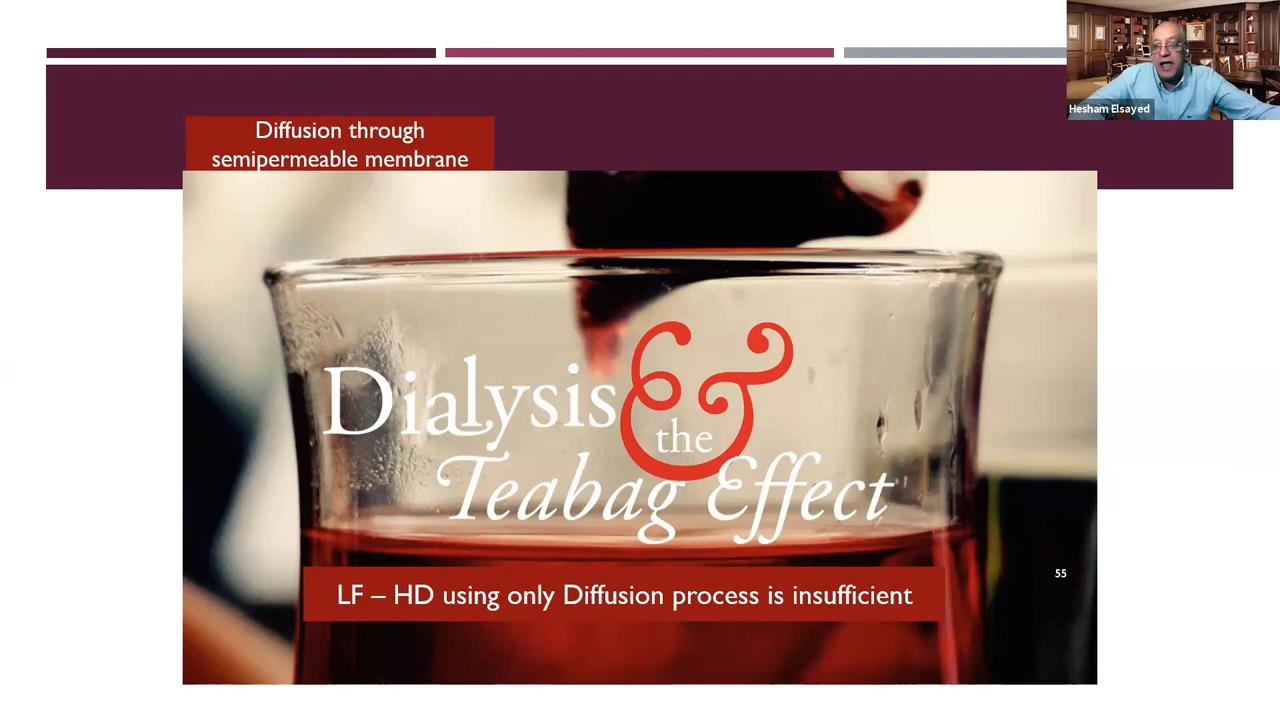 Hesham Elsayed
Diffusion through
semipermeable membrane
Dialysis &
the
Teabag Effect
55
LF – HD using only Diffusion process is insufficient